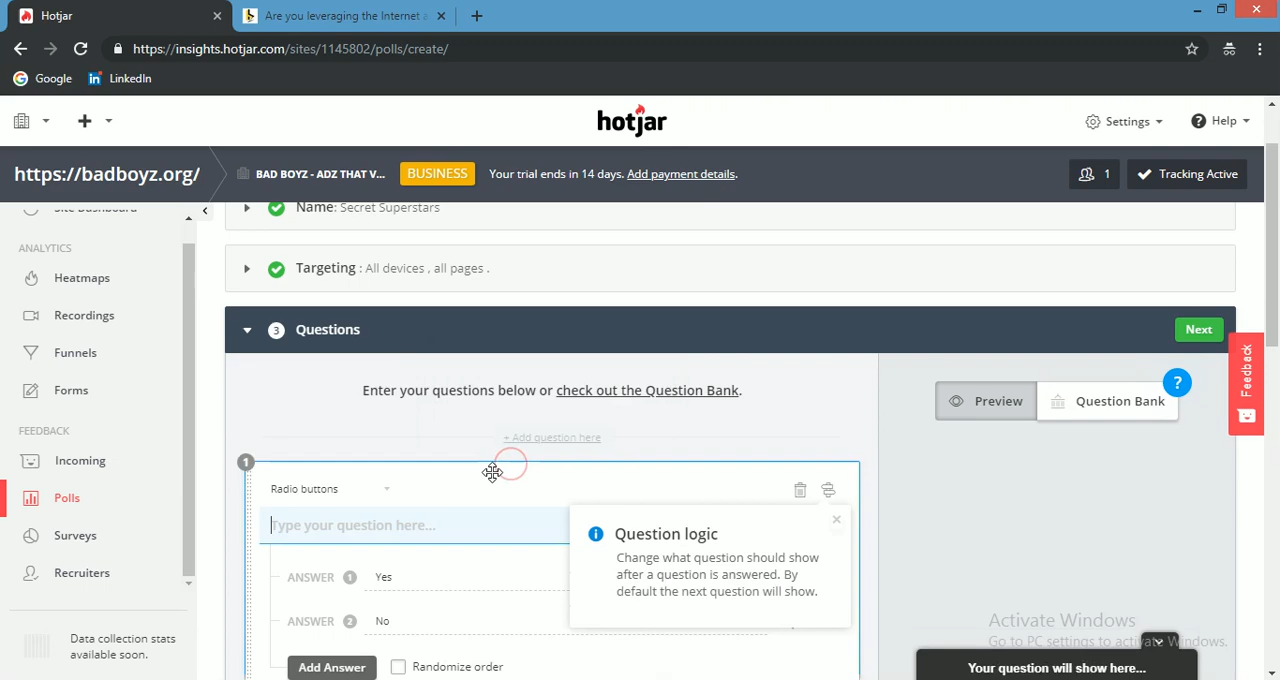 Hotjar
Are you leveraging the Internet a
https://insights.hotjar.com/sites/1145802/polls/create/
Google
LinkedIn
hotjar
Settings
Help
https://badboyz.org/
BAD BOYZ - ADZ THAT V...
BUSINESS
Your trial ends in 14 days. Add payment details.
1
Tracking Active
ANALYTICS
Heatmaps
Recordings
Funnels
Forms
FEEDBACK
Incoming
Polls
Surveys
Recruiters
Data collection stats
available soon.
Name: Secret Superstars
Targeting : All devices , all pages .
3 Questions
Next
Enter your questions below or check out the Question Bank.
+ Add question here
1
Radio buttons
Type your question here...
ANSWER 1 Yes
ANSWER 2 No
Add Answer
Randomize order
Question logic
Change what question should show
after a question is answered. By
default the next question will show.
Preview
Question Bank
?
Feedback
Activate Windows
Go to PC settings to activate Windows.
Your question will show here...